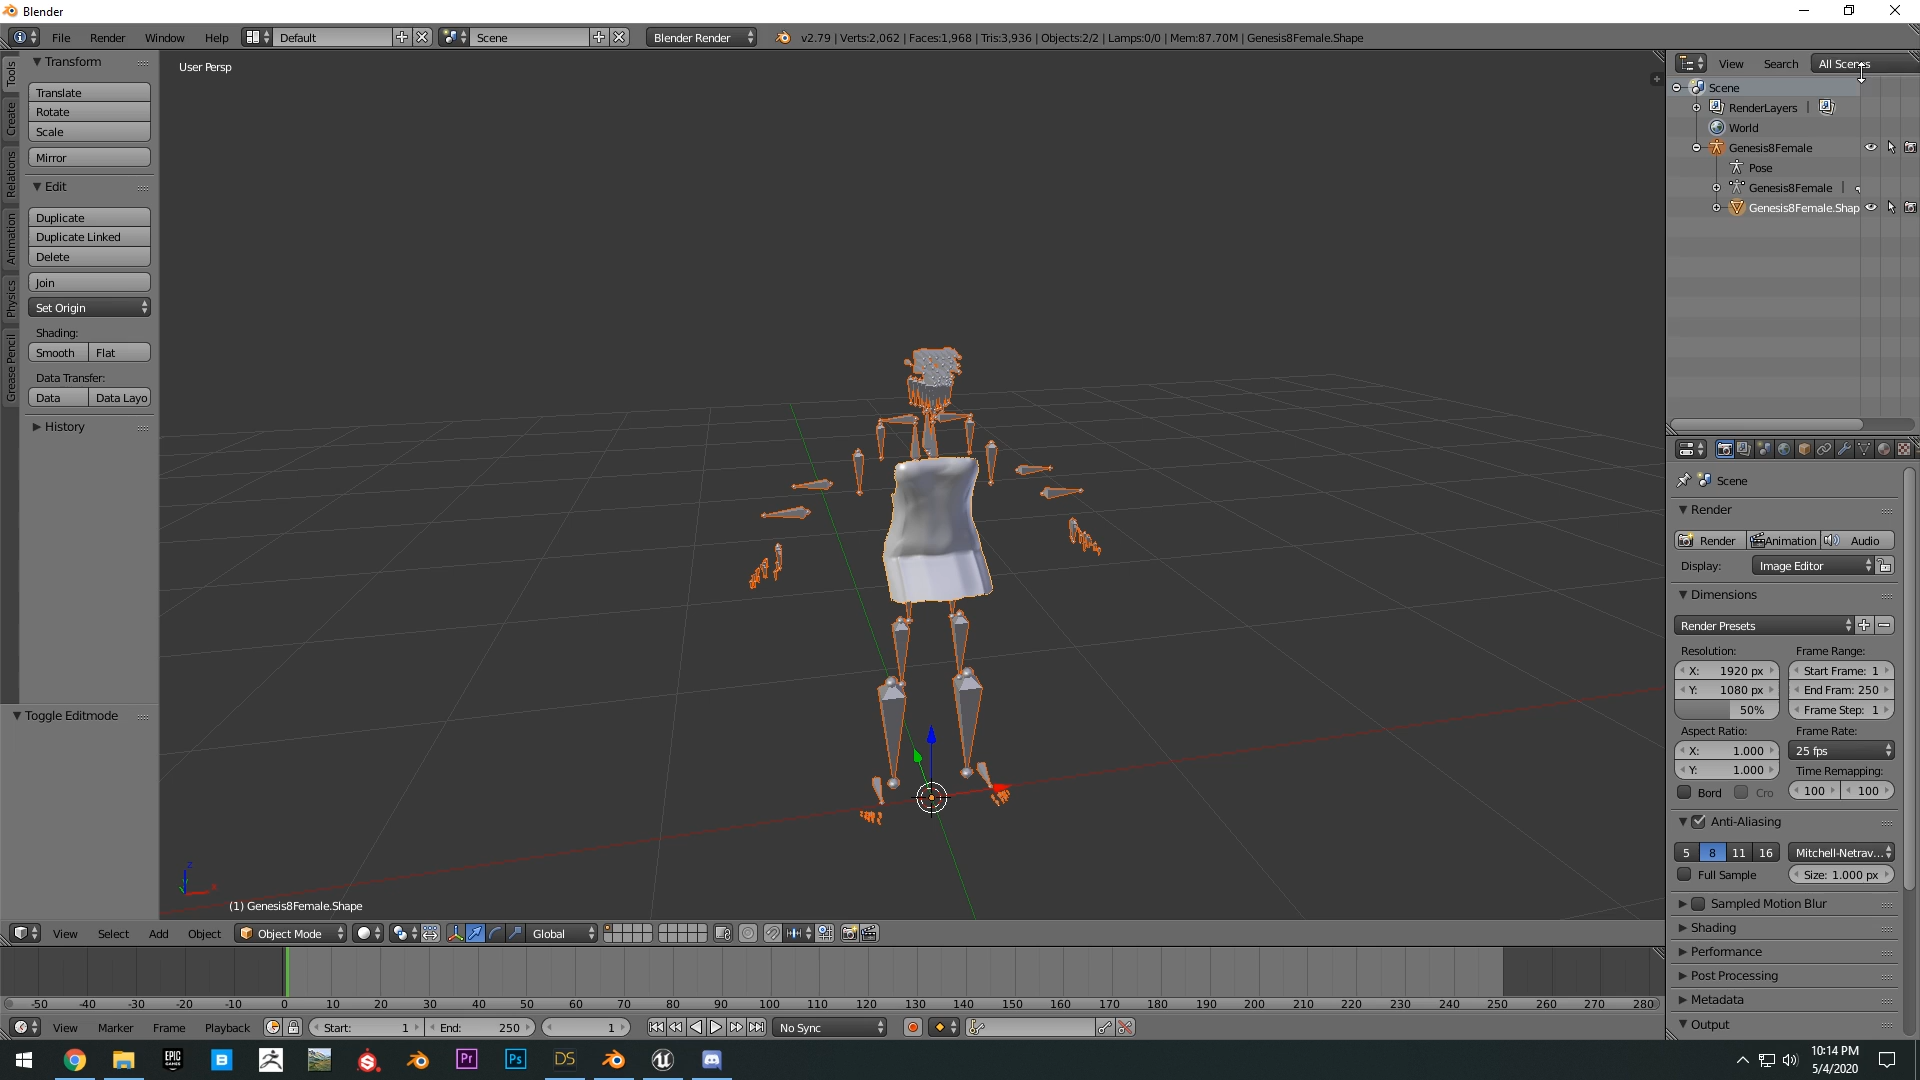 Blender
File Render Window Help Default Scene Blender Render v2.79 | Verts:2,062 | Faces:1,968 | Tris:3,936 | Objects:2/2 | Lamps:0/0 | Mem:87.70M | Genesis8Female.Shape
Tools
Create
Relations
Animation
Physics
Grease Pencil
Transform
Translate
Rotate
Scale
Mirror
Edit
Duplicate
Duplicate Linked
Delete
Join
Set Origin
Shading:
Smooth Flat
Data Transfer:
Data Data Layo
History
Toggle Editmode
User Persp
z
x
(1) Genesis8Female.Shape
View Select Add Object Object Mode Global
-50 -40 -30 -20 -10 0 10 20 30 40 50 60 70 80 90 100 110 120 130 140 150 160 170 180 190 200 210 220 230 240 250 260 270 280
View Marker Frame Playback Start: 1 End: 250 1 No Sync
View Search All Scenes
Scene
RenderLayers |
World
Genesis8Female
Pose
Genesis8Female |
Genesis8Female.Shap
Scene
Render
Render Animation Audio
Display: Image Editor
Dimensions
Render Presets
Resolution: Frame Range:
X: 1920 px Start Frame: 1
Y: 1080 px End Fram: 250
50% Frame Step: 1
Aspect Ratio: Frame Rate:
X: 1.000 25 fps
Y: 1.000 Time Remapping:
Bord Cro 100 100
Anti-Aliasing
5 8 11 16 Mitchell-Netrav...
Full Sample Size: 1.000 px
Sampled Motion Blur
Shading
Performance
Post Processing
Metadata
Output
EPIC GAMES B Pr Ps DS
10:14 PM
5/4/2020